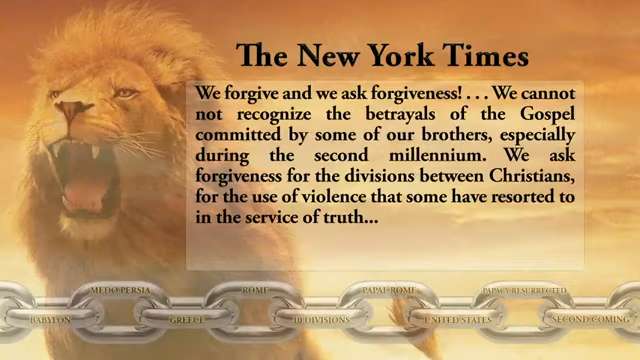 The New York Times
We forgive and we ask forgiveness! . . . We cannot
not recognize the betrayals of the Gospel
committed by some of our brothers, especially
during the second millennium. We ask
forgiveness for the divisions between Christians,
for the use of violence that some have resorted to
in the service of truth...
MEDO PERSIA ROME PAPAL ROME PAPACY RESURRECTED
BABYLON GREECE 10 DIVISIONS UNITED STATES SECOND COMING